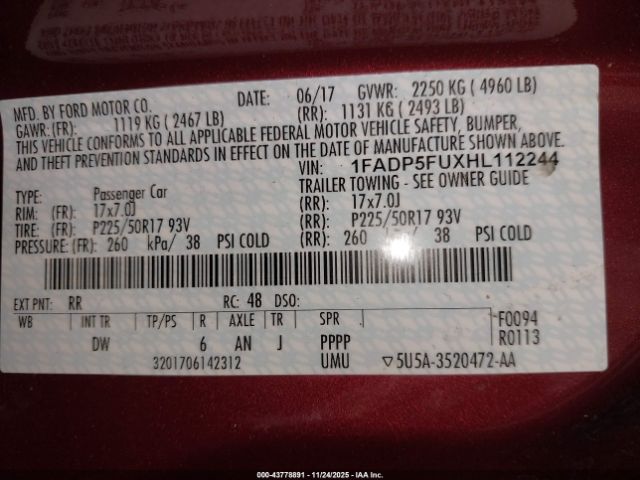 MFD. BY FORD MOTOR CO. DATE: 06/17 GVWR: 2250 KG ( 4960 LB)
GAWR: (FR): 1119 KG ( 2467 LB) (RR): 1131 KG ( 2493 LB)
THIS VEHICLE CONFORMS TO ALL APPLICABLE FEDERAL MOTOR VEHICLE SAFETY, BUMPER,
AND THEFT PREVENTION STANDARDS IN EFFECT ON THE DATE OF MANUFACTURE SHOWN ABOVE.
VIN: 1FADP5FUXHL112244
TYPE: Passenger Car TRAILER TOWING - SEE OWNER GUIDE
RIM: (FR): 17x7.0J (RR): 17x7.0J
TIRE: (FR): P225/50R17 93V (RR): P225/50R17 93V
PRESSURE: (FR): 260 kPa/ 38 PSI COLD (RR): 260 kPa/ 38 PSI COLD
EXT PNT: RR RC: 48 DSO:
WB INT TR TP/PS R AXLE TR SPR F0094
DW 6 AN J PPPP R0113
3201706142312 UMU ▽5U5A-3520472-AA
000-43778891 - 11/24/2025 - IAA Inc.